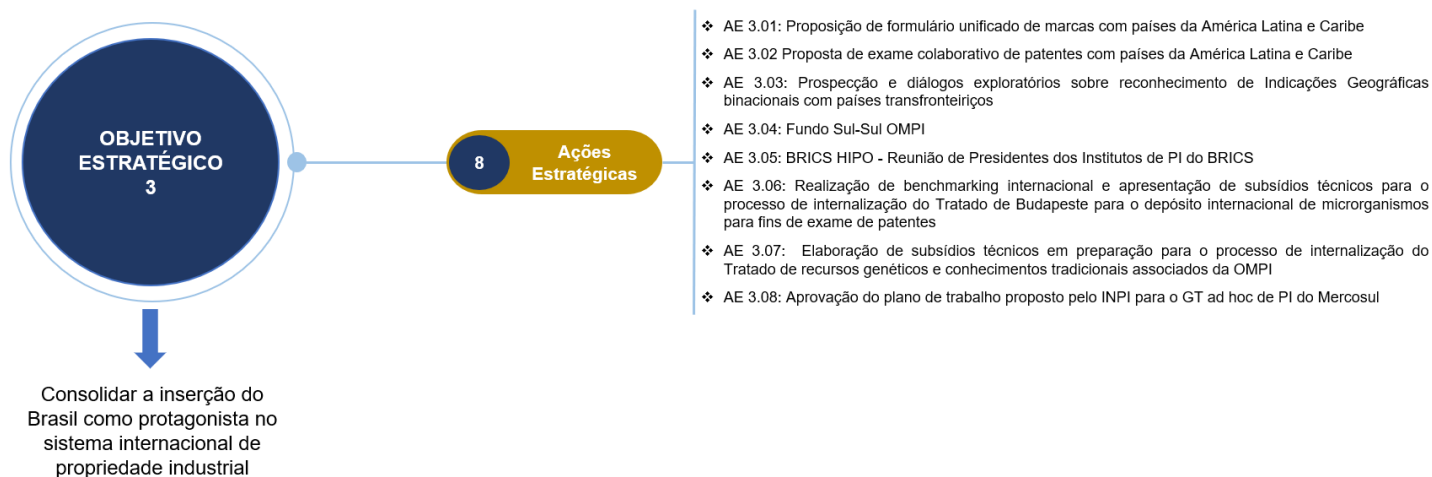 OBJETIVO
ESTRATÉGICO
3
Consolidar a inserção do
Brasil como protagonista no
sistema internacional de
propriedade industrial
8
Ações
Estratégicas
❖ AE 3.01: Proposição de formulário unificado de marcas com países da América Latina e Caribe
❖ AE 3.02 Proposta de exame colaborativo de patentes com países da América Latina e Caribe
❖ AE 3.03: Prospecção e diálogos exploratórios sobre reconhecimento de Indicações Geográficas
binacionais com países transfronteiriços
❖ AE 3.04: Fundo Sul-Sul OMPI
❖ AE 3.05: BRICS HIPO - Reunião de Presidentes dos Institutos de PI do BRICS
❖ AE 3.06: Realização de benchmarking internacional e apresentação de subsídios técnicos para o
processo de internalização do Tratado de Budapeste para o depósito internacional de microrganismos
para fins de exame de patentes
❖ AE 3.07: Elaboração de subsídios técnicos em preparação para o processo de internalização do
Tratado de recursos genéticos e conhecimentos tradicionais associados da OMPI
❖ AE 3.08: Aprovação do plano de trabalho proposto pelo INPI para o GT ad hoc de PI do Mercosul